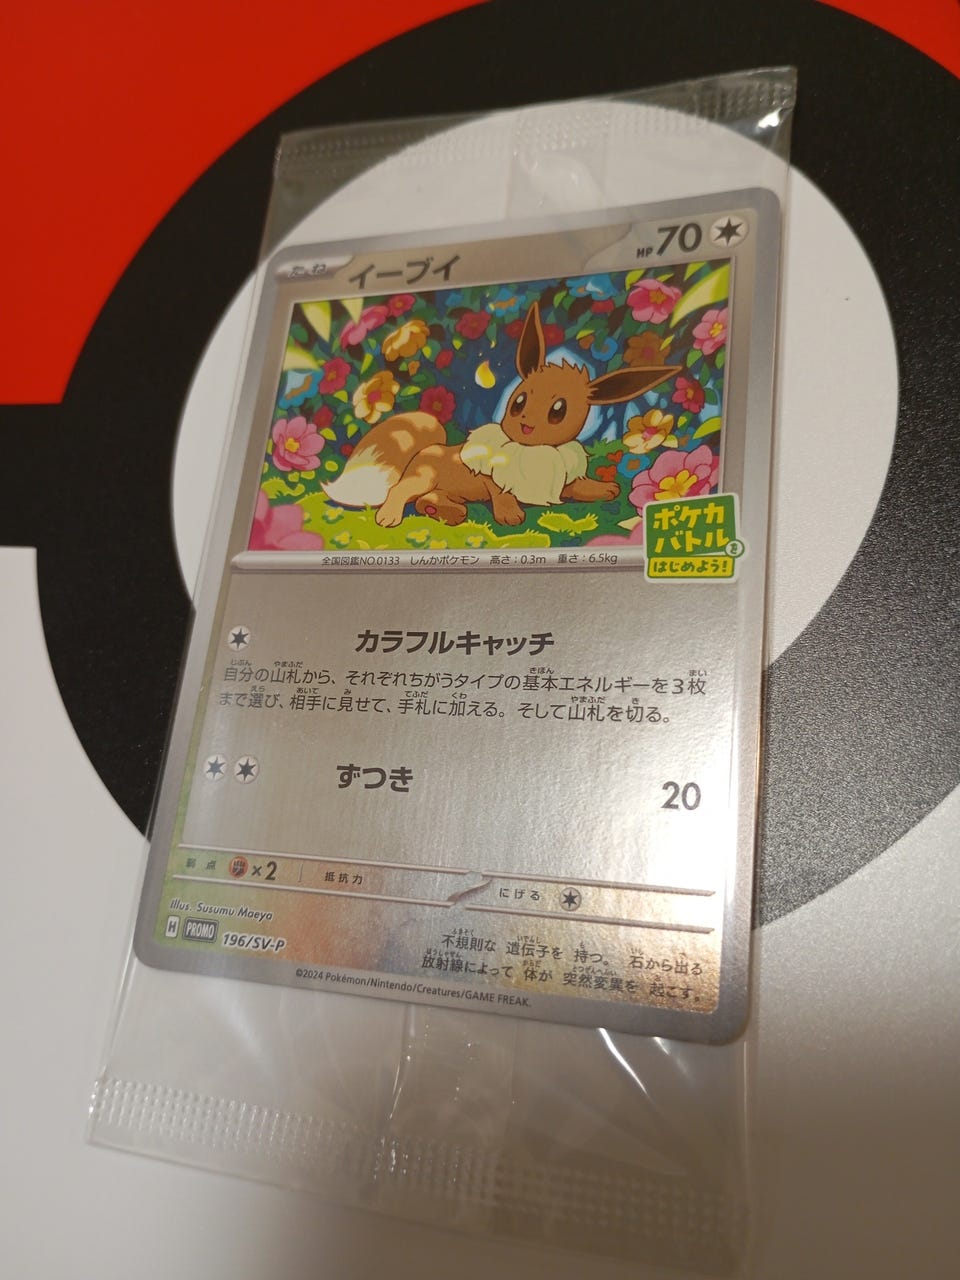 たね
イーブイ
HP 70
ポケカ
バトルを
はじめよう!
全国図鑑NO.0133 しんかポケモン 高さ:0.3m 重さ:6.5kg
カラフルキャッチ
自分の山札から、それぞれちがうタイプの基本エネルギーを3枚
まで選び、相手に見せて、手札に加える。そして山札を切る。
ずつき 20
弱点 ×2 抵抗力 にげる
Illus. Susumu Maeya
H PROMO 196/SV-P
不規則な 遺伝子を 持つ。 石から出る
放射線によって 体が 突然変異を 起こす。
©2024 Pokémon/Nintendo/Creatures/GAME FREAK.